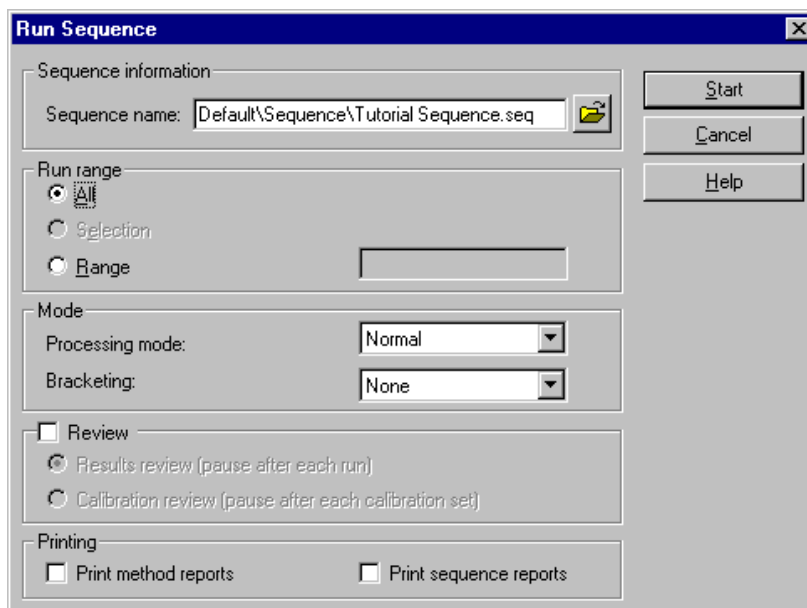 Run Sequence
Sequence information
Sequence name: Default\Sequence\Tutorial Sequence.seq
Start
Cancel
Help
Run range
All
Selection
Range
Mode
Processing mode: Normal
Bracketing: None
Review
Results review (pause after each run)
Calibration review (pause after each calibration set)
Printing
Print method reports Print sequence reports